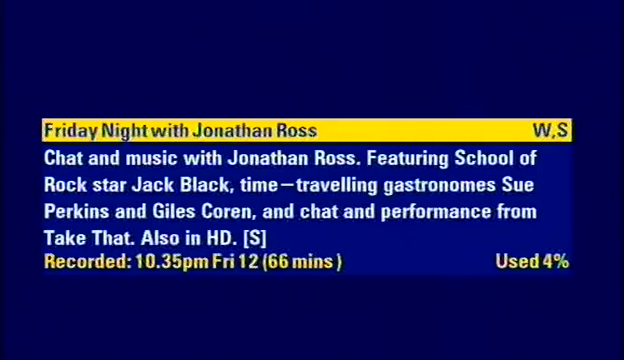 Friday Night with Jonathan Ross W,S
Chat and music with Jonathan Ross. Featuring School of
Rock star Jack Black, time-travelling gastronomes Sue
Perkins and Giles Coren, and chat and performance from
Take That. Also in HD. [S]
Recorded: 10.35pm Fri 12 (66 mins ) Used 4%